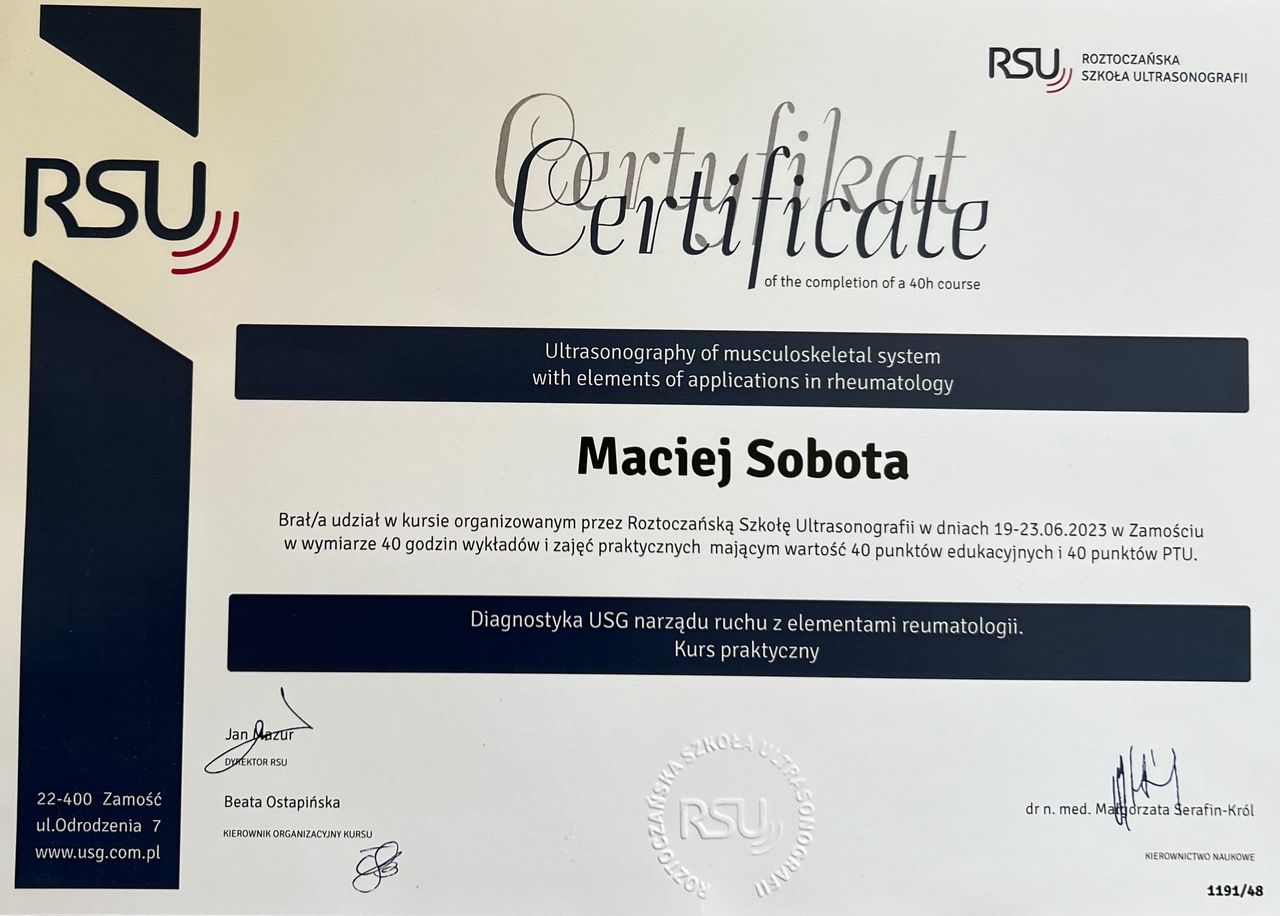 RSU
ROZTOCZAŃSKA
SZKOŁA ULTRASONOGRAFII
RSU
Certyfikat
Certificate
of the completion of a 40h course
Ultrasonography of musculoskeletal system
with elements of applications in rheumatology
Maciej Sobota
Brał/a udział w kursie organizowanym przez Roztoczańską Szkołę Ultrasonografii w dniach 19-23.06.2023 w Zamościu
w wymiarze 40 godzin wykładów i zajęć praktycznych mającym wartość 40 punktów edukacyjnych i 40 punktów PTU.
Diagnostyka USG narządu ruchu z elementami reumatologii.
Kurs praktyczny
Jan Mazur
DYREKTOR RSU
Beata Ostapińska
KIEROWNIK ORGANIZACYJNY KURSU
22-400 Zamość
ul.Odrodzenia 7
www.usg.com.pl
ROZTOCZAŃSKA SZKOŁA ULTRASONOGRAFII
RSU
dr n. med. Małgorzata Serafin-Król
KIEROWNICTWO NAUKOWE
1191/48